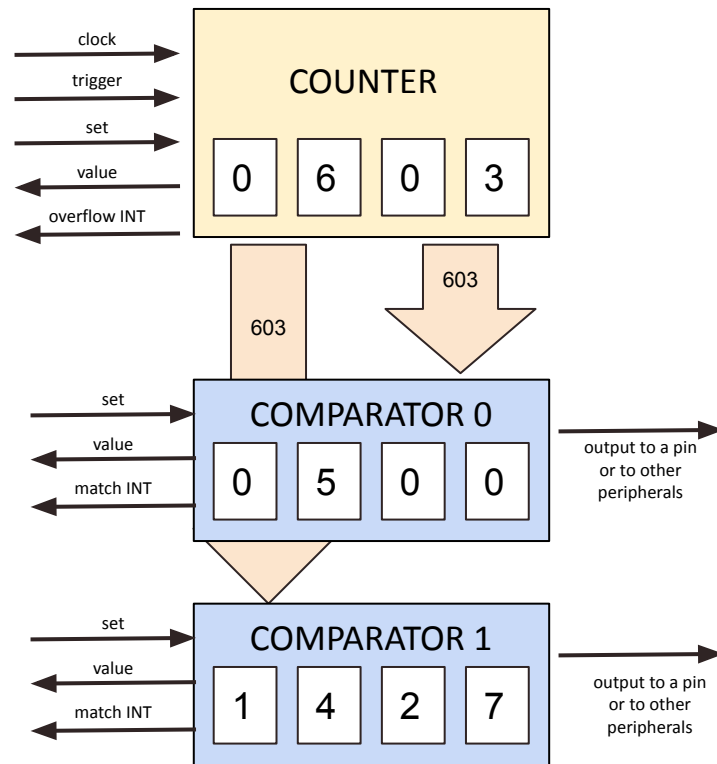 clock
COUNTER
trigger
set
0 6 0 3
value
overflow INT
603
603
set
COMPARATOR 0
value
output to a pin
or to other
peripherals
match INT
0 5 0 0
set
COMPARATOR 1
value
output to a pin
or to other
peripherals
match INT
1 4 2 7